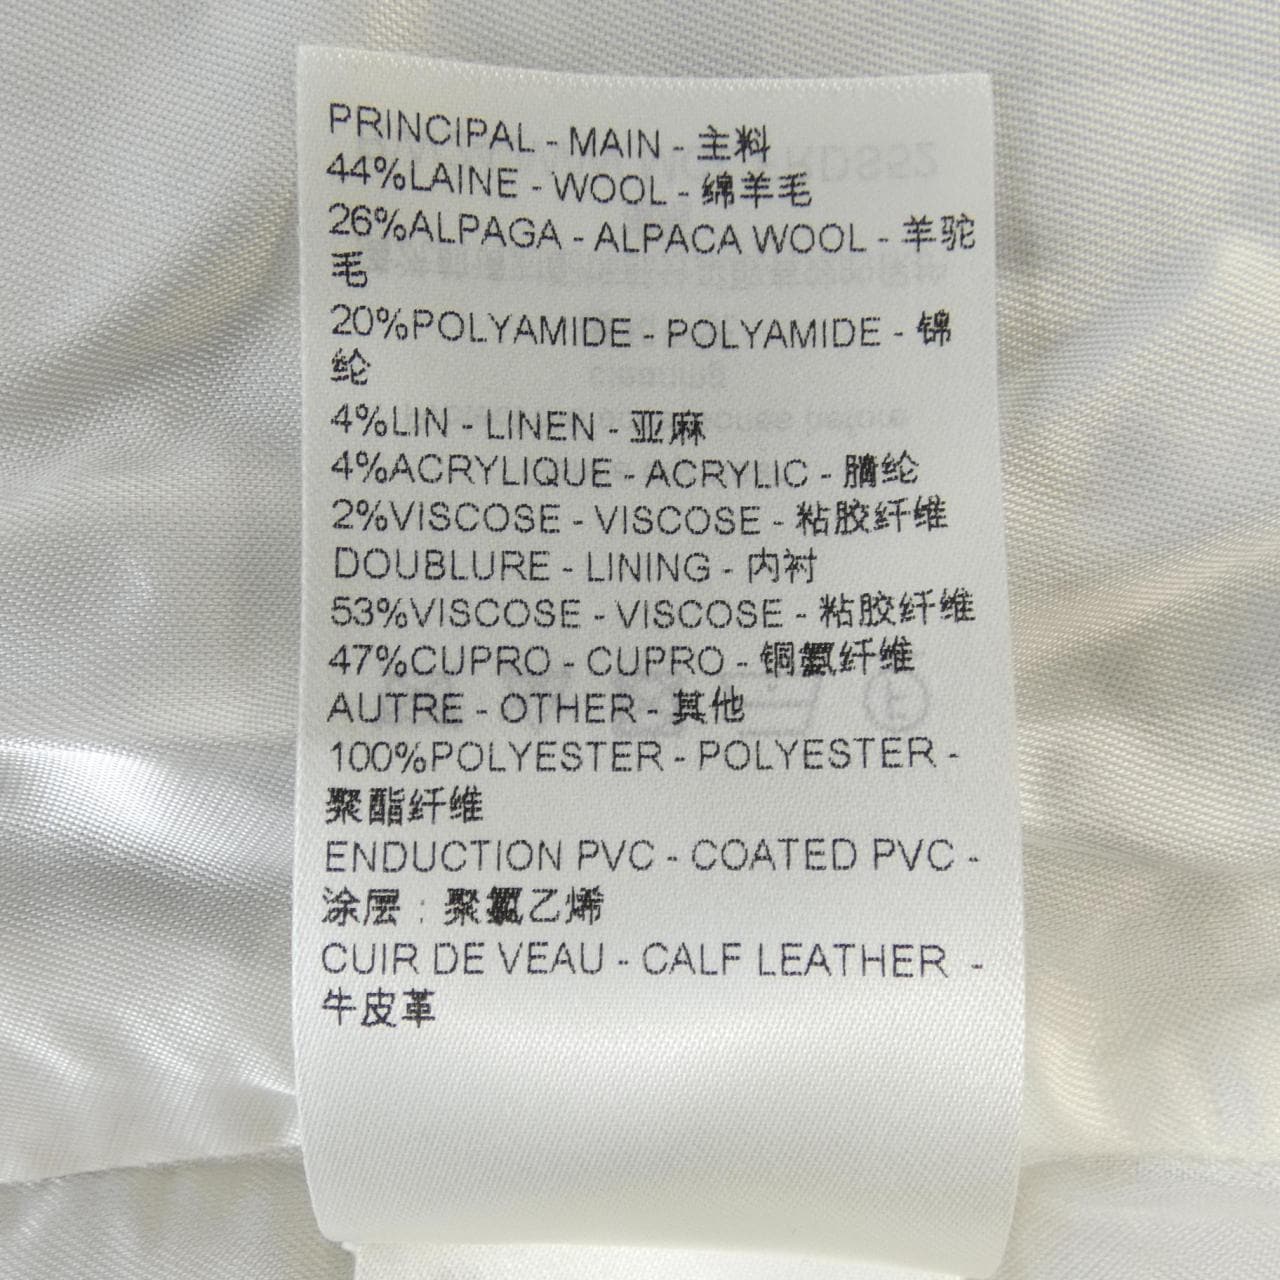 PRINCIPAL - MAIN - 主料
44%LAINE - WOOL - 绵羊毛
26%ALPAGA - ALPACA WOOL - 羊驼
毛
20%POLYAMIDE - POLYAMIDE - 锦
纶
4%LIN - LINEN - 亚麻
4%ACRYLIQUE - ACRYLIC - 腈纶
2%VISCOSE - VISCOSE - 粘胶纤维
DOUBLURE - LINING - 内衬
53%VISCOSE - VISCOSE - 粘胶纤维
47%CUPRO - CUPRO - 铜氨纤维
AUTRE - OTHER - 其他
100%POLYESTER - POLYESTER -
聚酯纤维
ENDUCTION PVC - COATED PVC -
涂层 : 聚氯乙烯
CUIR DE VEAU - CALF LEATHER -
牛皮革